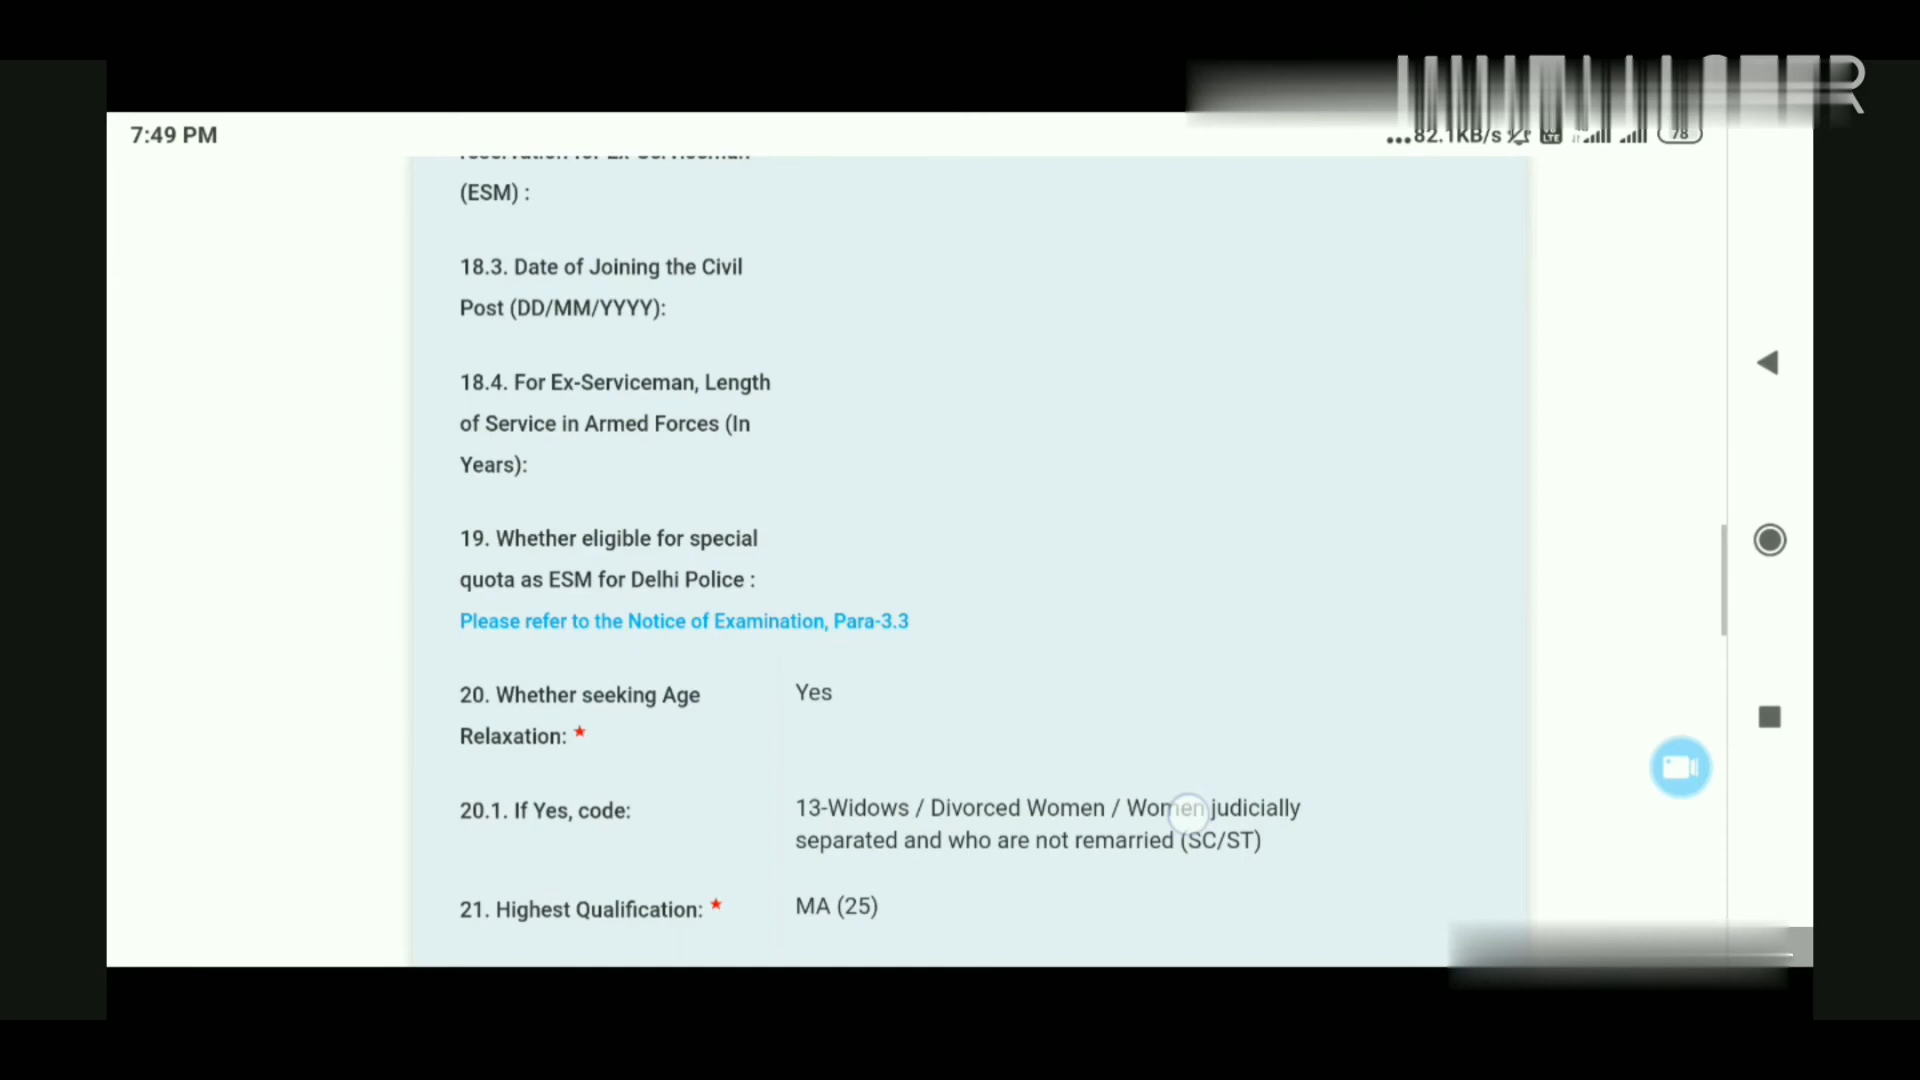 7:49 PM
...82.1KB/s
78
(ESM) :
18.3. Date of Joining the Civil
Post (DD/MM/YYYY):
18.4. For Ex-Serviceman, Length
of Service in Armed Forces (In
Years):
19. Whether eligible for special
quota as ESM for Delhi Police :
Please refer to the Notice of Examination, Para-3.3
20. Whether seeking Age
Yes
Relaxation: *
20.1. If Yes, code:
13-Widows / Divorced Women / Women judicially
separated and who are not remarried (SC/ST)
21. Highest Qualification: *
MA (25)